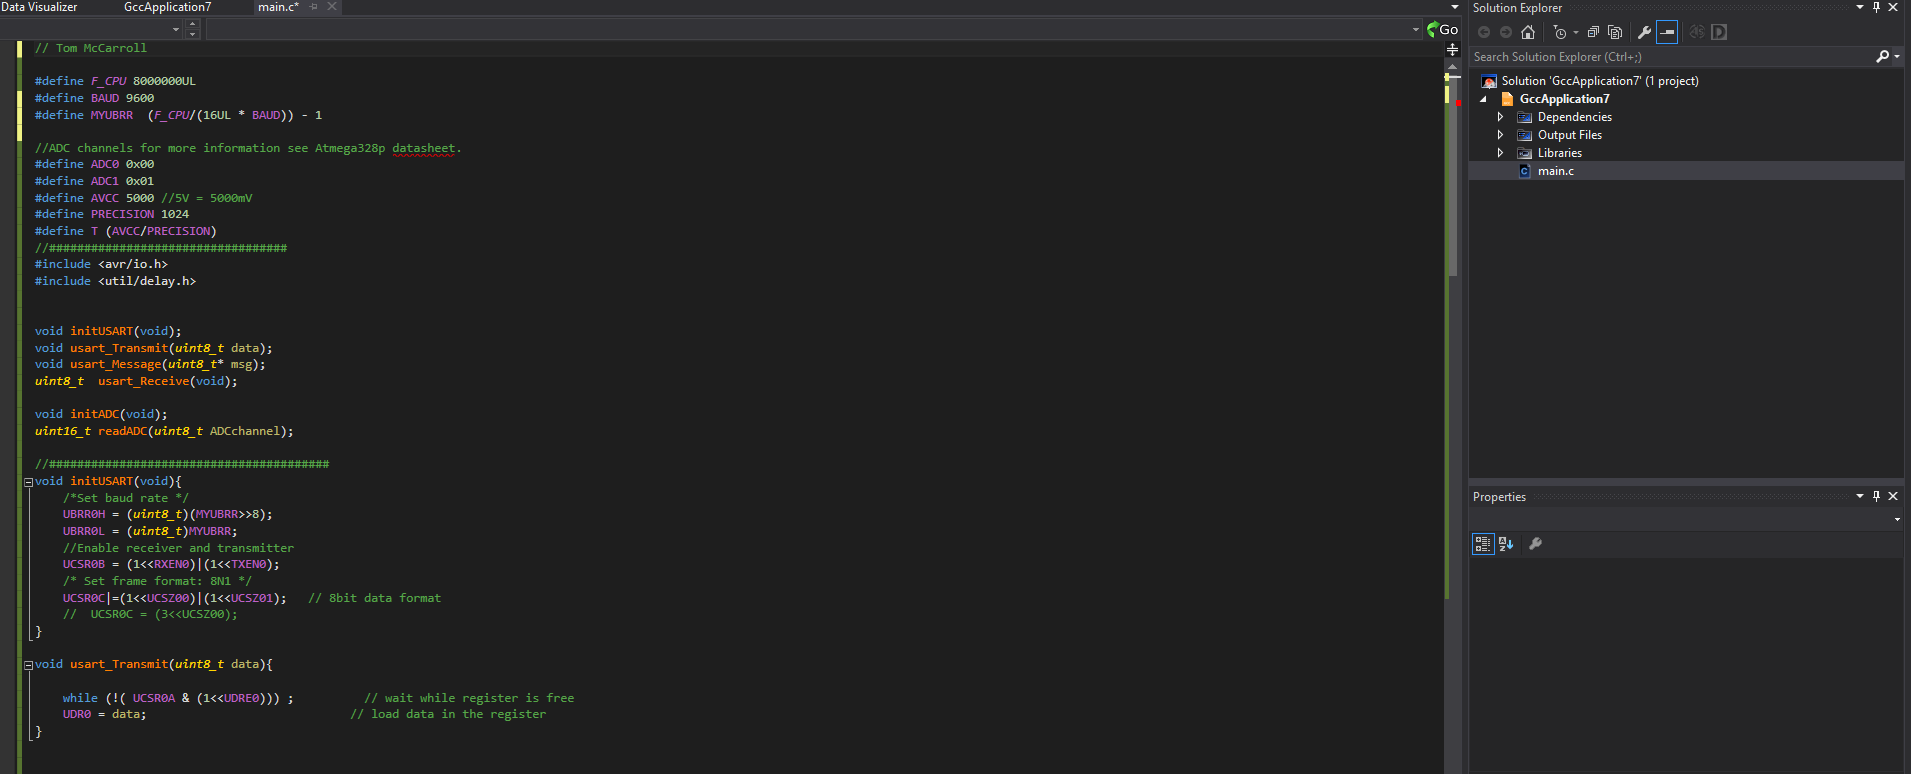 Data Visualizer GccApplication7 main.c*
Go
// Tom McCarroll
#define F_CPU 8000000UL
#define BAUD 9600
#define MYUBRR  (F_CPU/(16UL * BAUD)) - 1
//ADC channels for more information see Atmega328p datasheet.
#define ADC0 0x00
#define ADC1 0x01
#define AVCC 5000 //5V = 5000mV
#define PRECISION 1024
#define T (AVCC/PRECISION)
//##################################
#include <avr/io.h>
#include <util/delay.h>
void initUSART(void);
void usart_Transmit(uint8_t data);
void usart_Message(uint8_t* msg);
uint8_t  usart_Receive(void);
void initADC(void);
uint16_t readADC(uint8_t ADCchannel);
//########################################
void initUSART(void){
/*Set baud rate */
UBRR0H = (uint8_t)(MYUBRR>>8);
UBRR0L = (uint8_t)MYUBRR;
//Enable receiver and transmitter
UCSR0B = (1<<RXEN0)|(1<<TXEN0);
/* Set frame format: 8N1 */
UCSR0C|=(1<<UCSZ00)|(1<<UCSZ01);   // 8bit data format
//  UCSR0C = (3<<UCSZ00);
}
void usart_Transmit(uint8_t data){
while (!( UCSR0A & (1<<UDRE0))) ;          // wait while register is free
UDR0 = data;                             // load data in the register
}
Solution Explorer
Search Solution Explorer (Ctrl+;)
Solution 'GccApplication7' (1 project)
GccApplication7
Dependencies
Output Files
Libraries
main.c
Properties